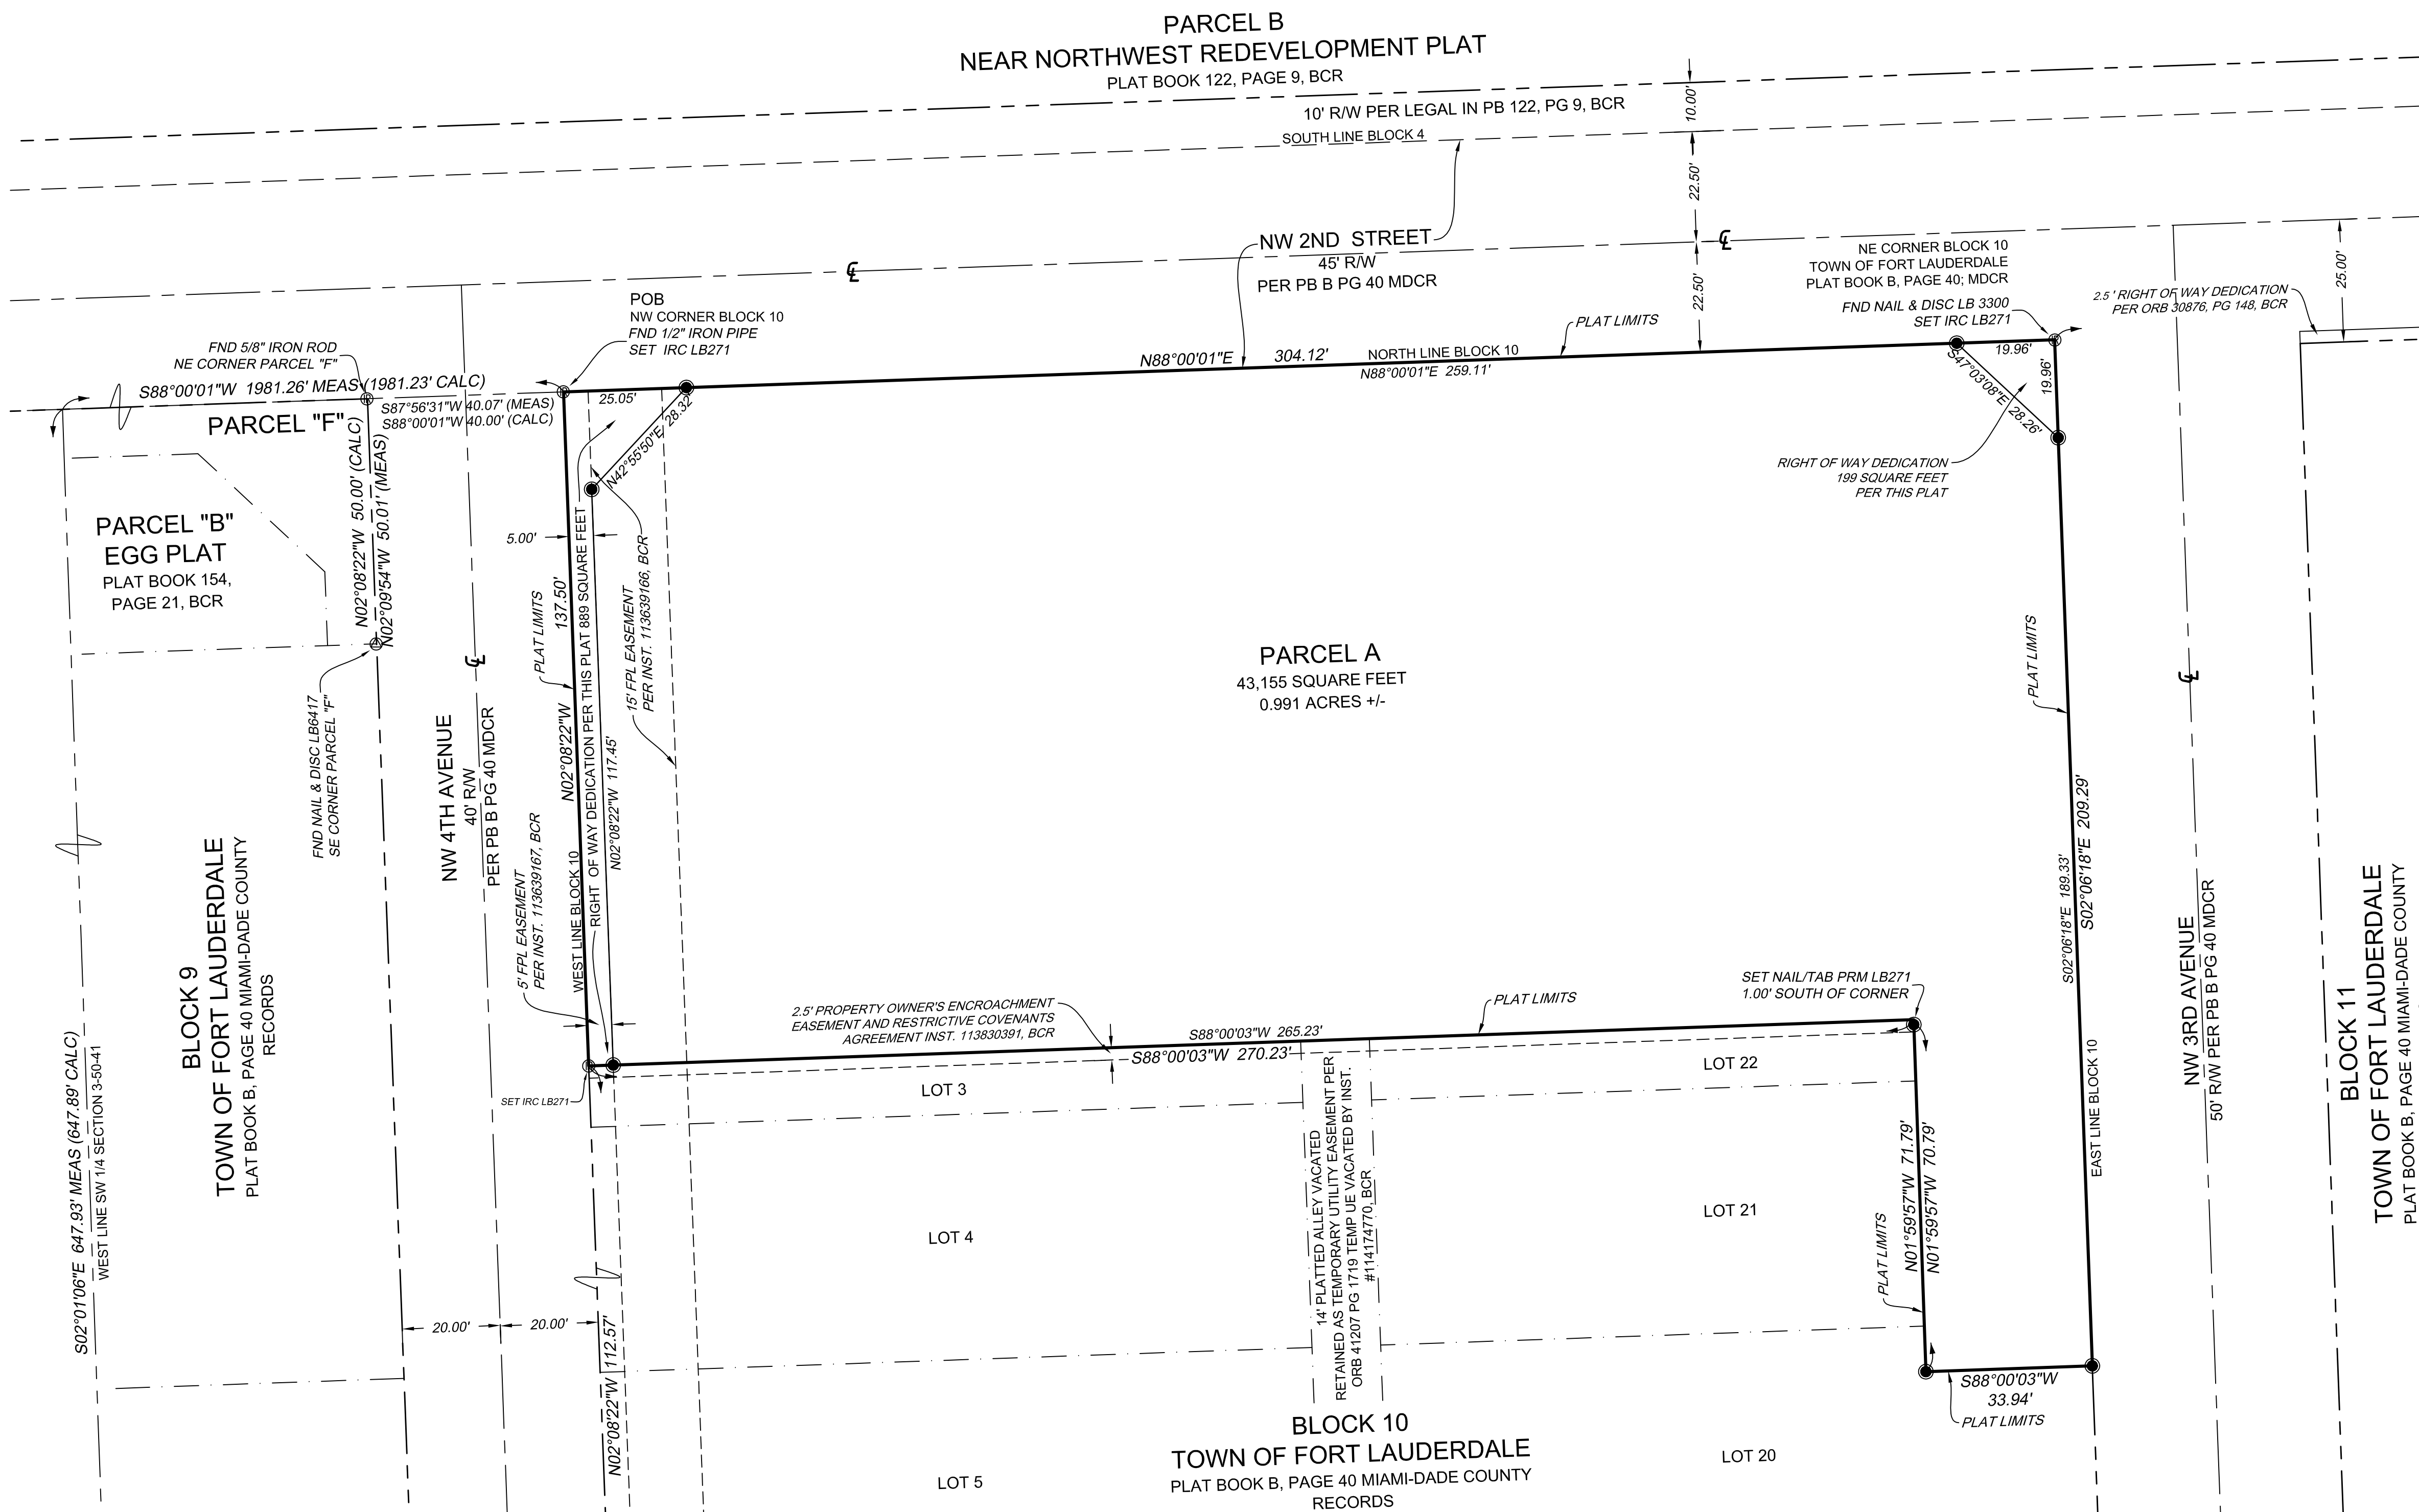 PARCEL B
NEAR NORTHWEST REDEVELOPMENT PLAT
PLAT BOOK 122, PAGE 9, BCR
10' R/W PER LEGAL IN PB 122, PG 9, BCR
10.00'
SOUTH LINE BLOCK 4
22.50'
NW 2ND STREET
45' R/W
PER PB B PG 40 MDCR
22.50'
NE CORNER BLOCK 10
TOWN OF FORT LAUDERDALE
PLAT BOOK B, PAGE 40; MDCR
FND NAIL & DISC LB 3300
SET IRC LB271
2.5 ' RIGHT OF WAY DEDICATION
PER ORB 30876, PG 148, BCR
25.00'
POB
NW CORNER BLOCK 10
FND 1/2" IRON PIPE
SET IRC LB271
FND 5/8" IRON ROD
NE CORNER PARCEL "F"
S88°00'01"W 1981.26' MEAS (1981.23' CALC)
PARCEL "F"
S87°56'31"W 40.07' (MEAS)
S88°00'01"W 40.00' (CALC)
N88°00'01"E 304.12'
NORTH LINE BLOCK 10
N88°00'01"E 259.11'
PLAT LIMITS
25.05'
N42°55'50"E 28.32'
19.96'
19.96'
S47°03'08"E 28.26'
RIGHT OF WAY DEDICATION
199 SQUARE FEET
PER THIS PLAT
N02°08'22"W 50.00' (CALC)
N02°09'54"W 50.01' (MEAS)
PARCEL "B"
EGG PLAT
PLAT BOOK 154,
PAGE 21, BCR
FND NAIL & DISC LB6417
SE CORNER PARCEL "F"
NW 4TH AVENUE
40' R/W
PER PB B PG 40 MDCR
5.00'
PLAT LIMITS
N02°08'22"W 137.50'
RIGHT OF WAY DEDICATION PER THIS PLAT 889 SQUARE FEET
N02°08'22"W 117.45'
15' FPL EASEMENT
PER INST. 113639166, BCR
5' FPL EASEMENT
PER INST. 113639167, BCR
WEST LINE BLOCK 10
PARCEL A
43,155 SQUARE FEET
0.991 ACRES +/-
PLAT LIMITS
S02°06'18"E 189.33'
S02°06'18"E 209.29'
EAST LINE BLOCK 10
NW 3RD AVENUE
50' R/W PER PB B PG 40 MDCR
BLOCK 11
TOWN OF FORT LAUDERDALE
PLAT BOOK B, PAGE 40 MIAMI-DADE COUNTY
BLOCK 9
TOWN OF FORT LAUDERDALE
PLAT BOOK B, PAGE 40 MIAMI-DADE COUNTY
RECORDS
S02°01'06"E 647.93' MEAS (647.89' CALC)
WEST LINE SW 1/4 SECTION 3-50-41
2.5' PROPERTY OWNER'S ENCROACHMENT
EASEMENT AND RESTRICTIVE COVENANTS
AGREEMENT INST. 113830391, BCR
S88°00'03"W 265.23'
S88°00'03"W 270.23'
PLAT LIMITS
SET NAIL/TAB PRM LB271
1.00' SOUTH OF CORNER
SET IRC LB271
LOT 3
LOT 22
LOT 4
LOT 21
14' PLATTED ALLEY VACATED
RETAINED AS TEMPORARY UTILITY EASEMENT PER
ORB 41207 PG 1719 TEMP UE VACATED BY INST.
#114174770, BCR
N01°59'57"W 71.79'
N01°59'57"W 70.79'
PLAT LIMITS
20.00'
20.00'
N02°08'22"W 112.57'
S88°00'03"W
33.94'
PLAT LIMITS
BLOCK 10
TOWN OF FORT LAUDERDALE
PLAT BOOK B, PAGE 40 MIAMI-DADE COUNTY
RECORDS
LOT 5
LOT 20